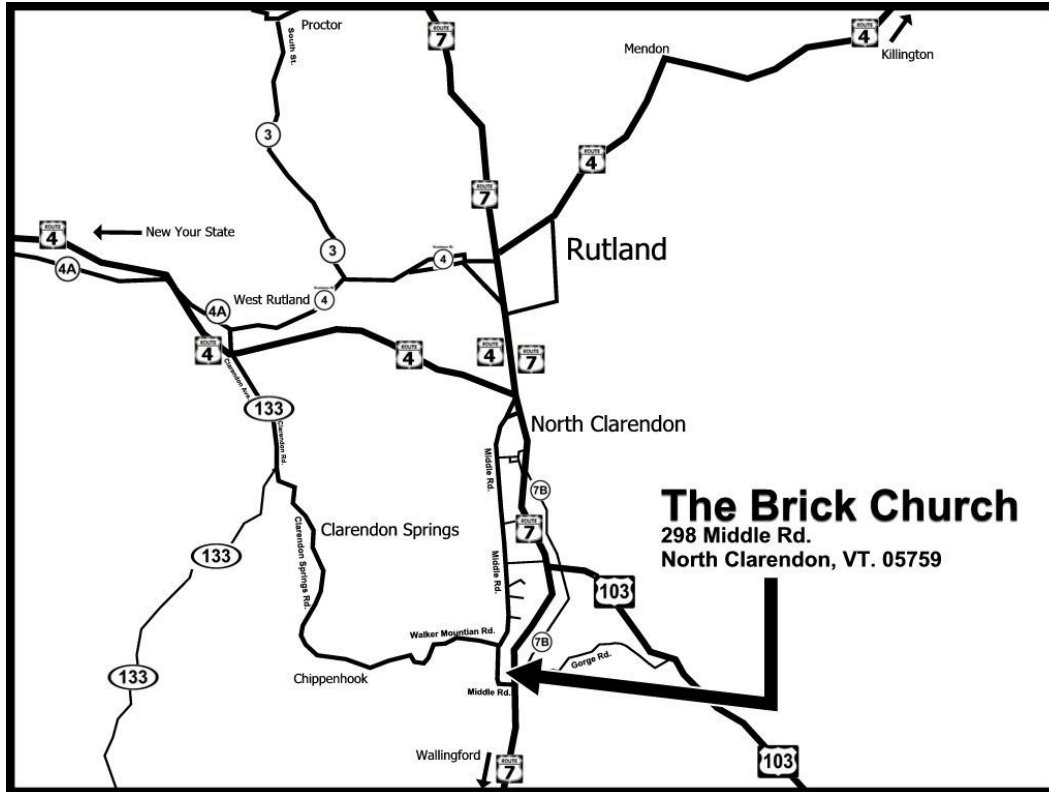 Proctor
South St.
ROUTE
7
Mendon
ROUTE
4
Killington
3
ROUTE
4
ROUTE
7
ROUTE
4
New Your State
3
Rutland
4
4A
West Rutland
4
4A
ROUTE
4
ROUTE
4
4
ROUTE
7
Clarendon Ave.
133
North Clarendon
Clarendon Rd.
Middle Rd.
7B
The Brick Church
298 Middle Rd.
North Clarendon, VT. 05759
Clarendon Springs
ROUTE
7
Clarendon Springs Rd.
133
Middle Rd.
103
Walker Mountian Rd.
7B
Gorge Rd.
133
Chippenhook
Middle Rd.
Wallingford
ROUTE
7
103